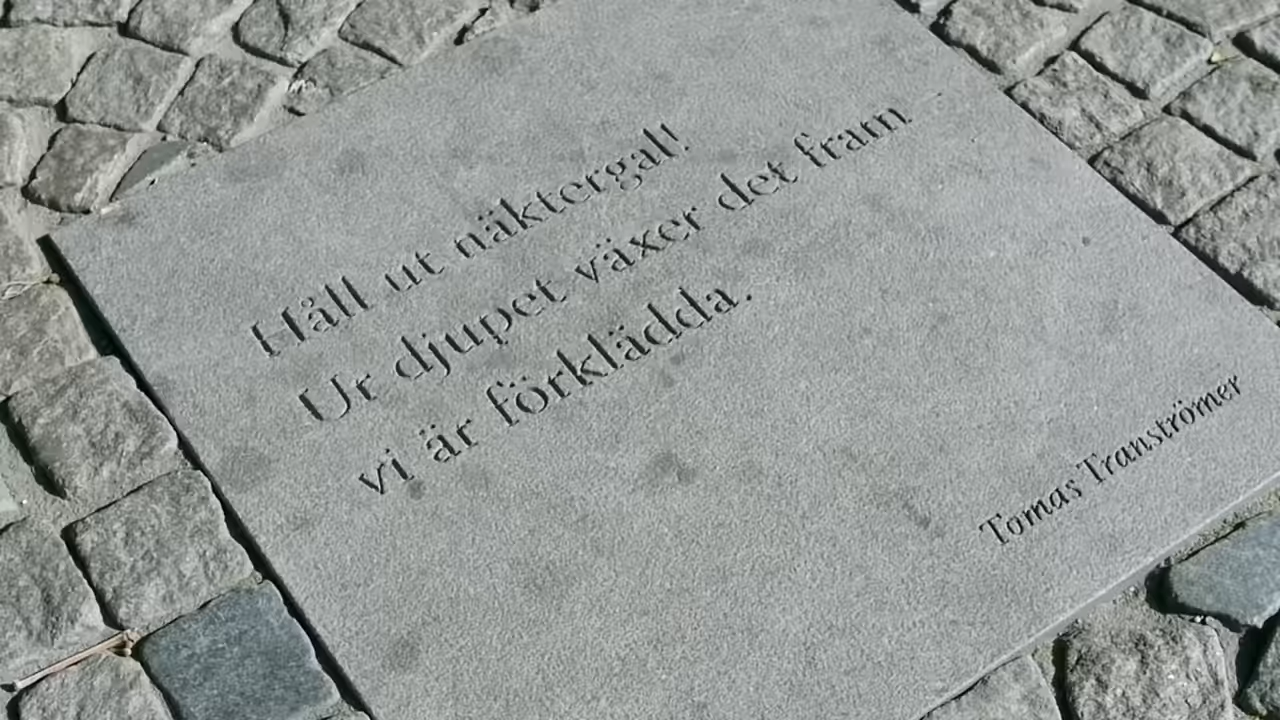 Håll ut näktergal!
Ur djupet växer det fram
vi är förklädda.
Tomas Tranströmer